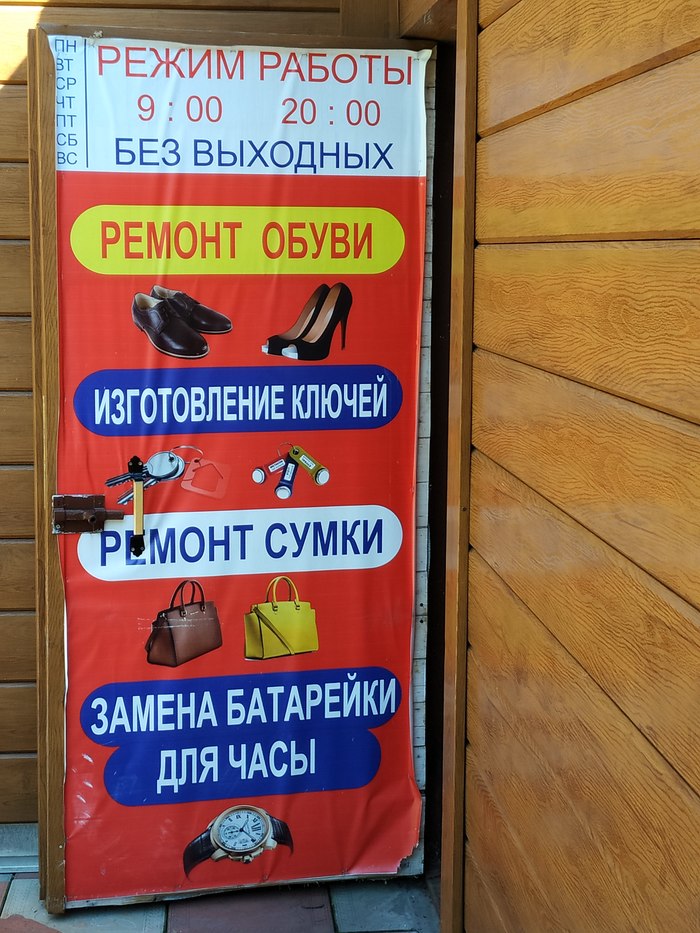 ПН
ВТ
СР
ЧТ
ПТ
СБ
ВС
РЕЖИМ РАБОТЫ
9 : 00 20 : 00
БЕЗ ВЫХОДНЫХ
РЕМОНТ ОБУВИ
ИЗГОТОВЛЕНИЕ КЛЮЧЕЙ
РЕМОНТ СУМКИ
ЗАМЕНА БАТАРЕЙКИ
ДЛЯ ЧАСЫ